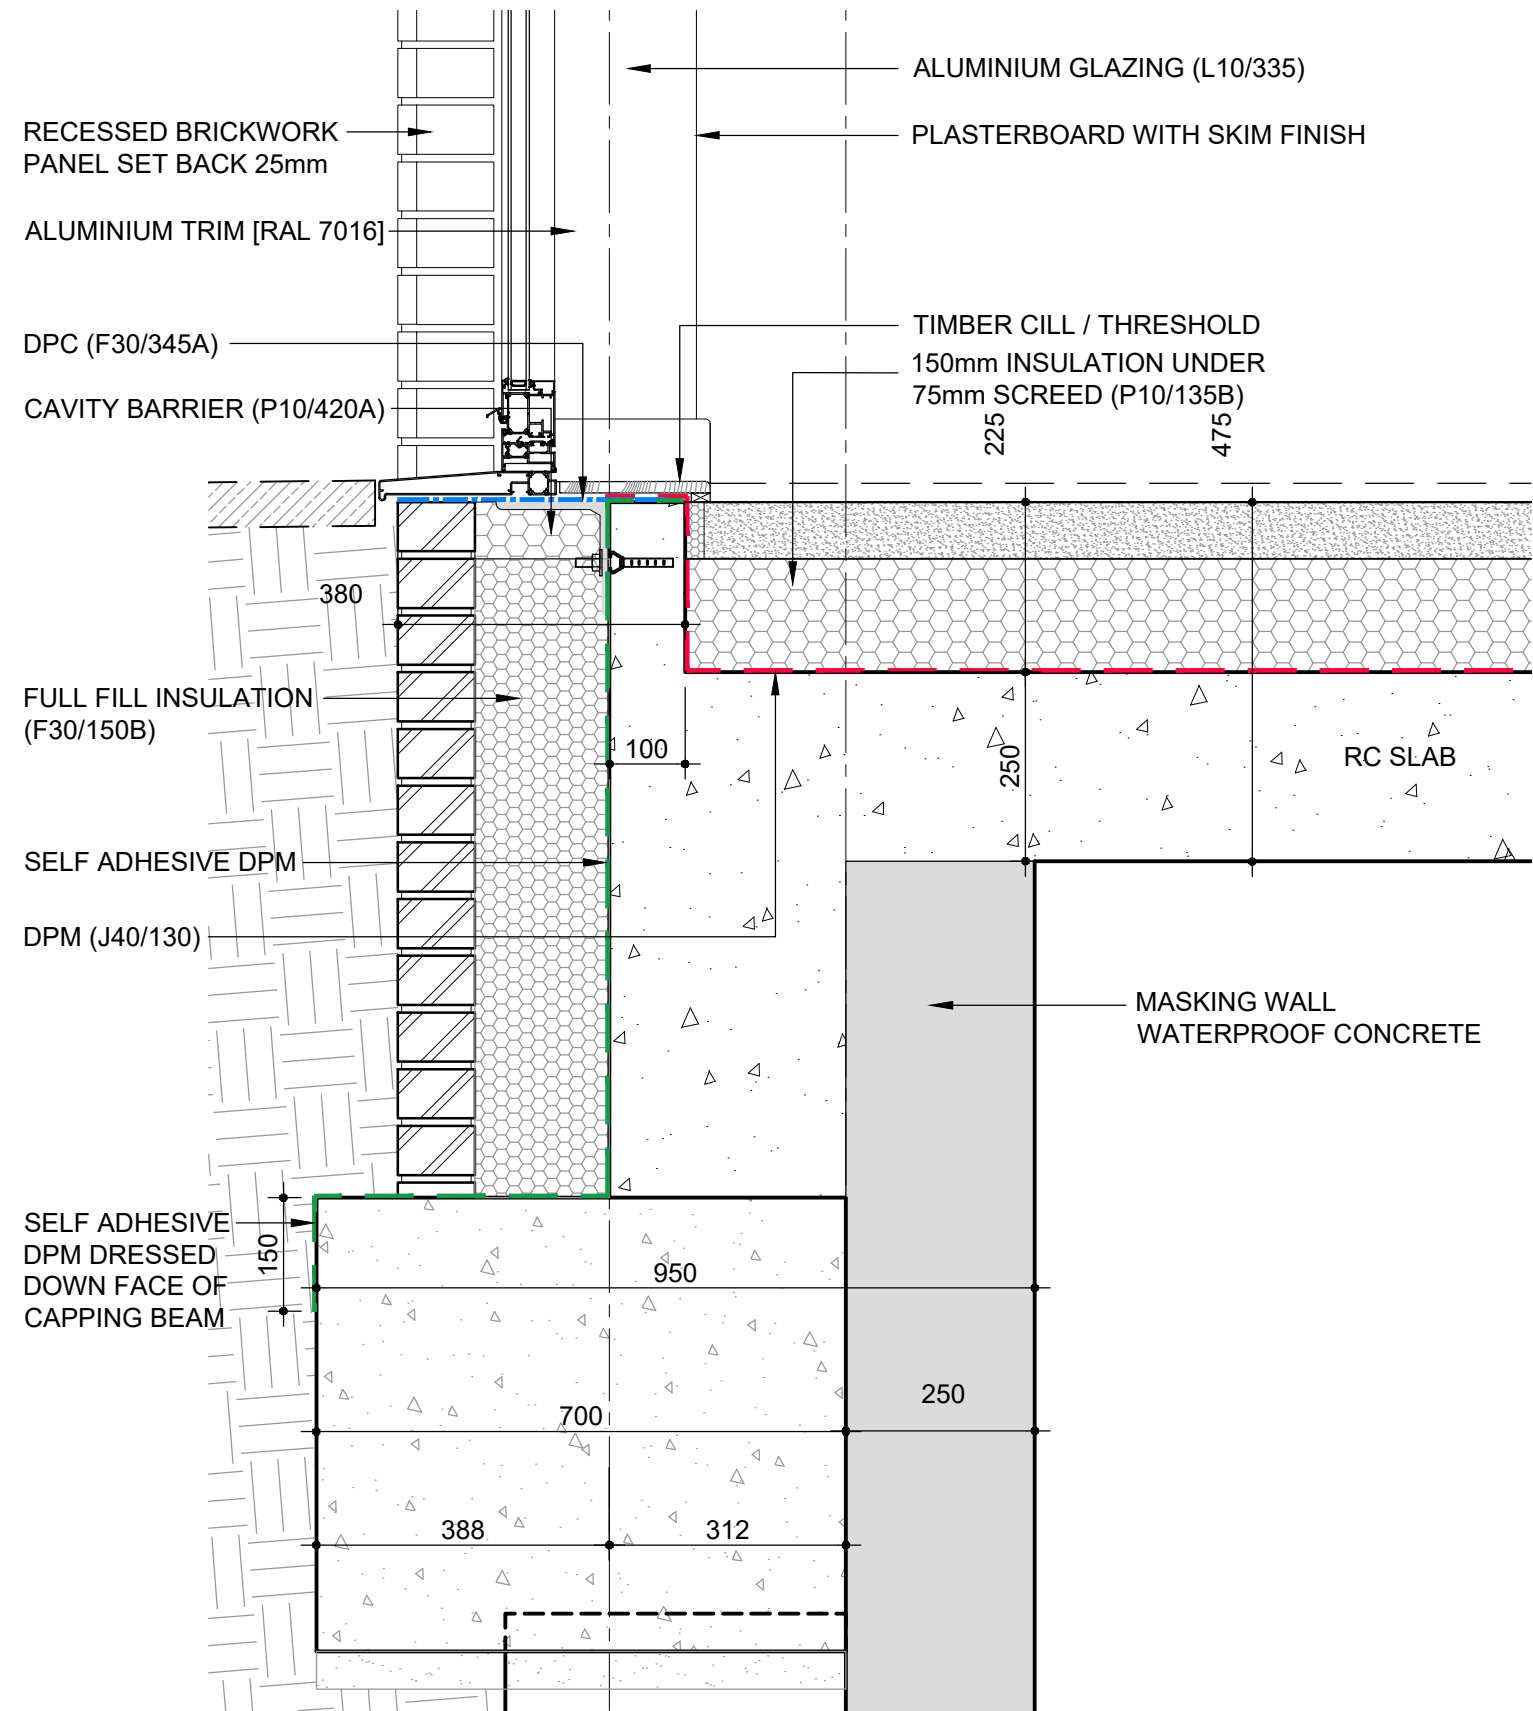 ALUMINIUM GLAZING (L10/335)
RECESSED BRICKWORK
PANEL SET BACK 25mm
PLASTERBOARD WITH SKIM FINISH
ALUMINIUM TRIM [RAL 7016]
DPC (F30/345A)
TIMBER CILL / THRESHOLD
150mm INSULATION UNDER
75mm SCREED (P10/135B)
CAVITY BARRIER (P10/420A)
225
475
380
FULL FILL INSULATION
(F30/150B)
100
250
RC SLAB
SELF ADHESIVE DPM
DPM (J40/130)
MASKING WALL
WATERPROOF CONCRETE
SELF ADHESIVE
DPM DRESSED
DOWN FACE OF
CAPPING BEAM
150
950
700
250
388
312